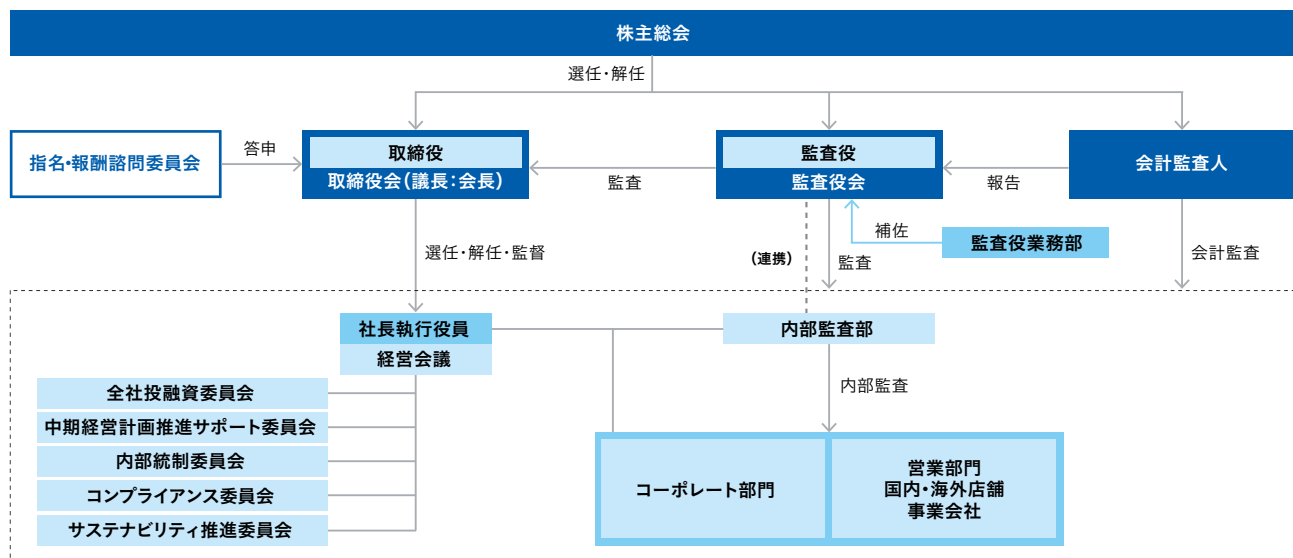 株主総会
選任・解任
指名・報酬諮問委員会
答申
取締役
取締役会（議長：会長）
監査
監査役
監査役会
報告
会計監査人
補佐
監査役業務部
選任・解任・監督
（連携）
監査
会計監査
社長執行役員
経営会議
内部監査部
内部監査
全社投融資委員会
中期経営計画推進サポート委員会
内部統制委員会
コンプライアンス委員会
サステナビリティ推進委員会
コーポレート部門
営業部門
国内・海外店舗
事業会社